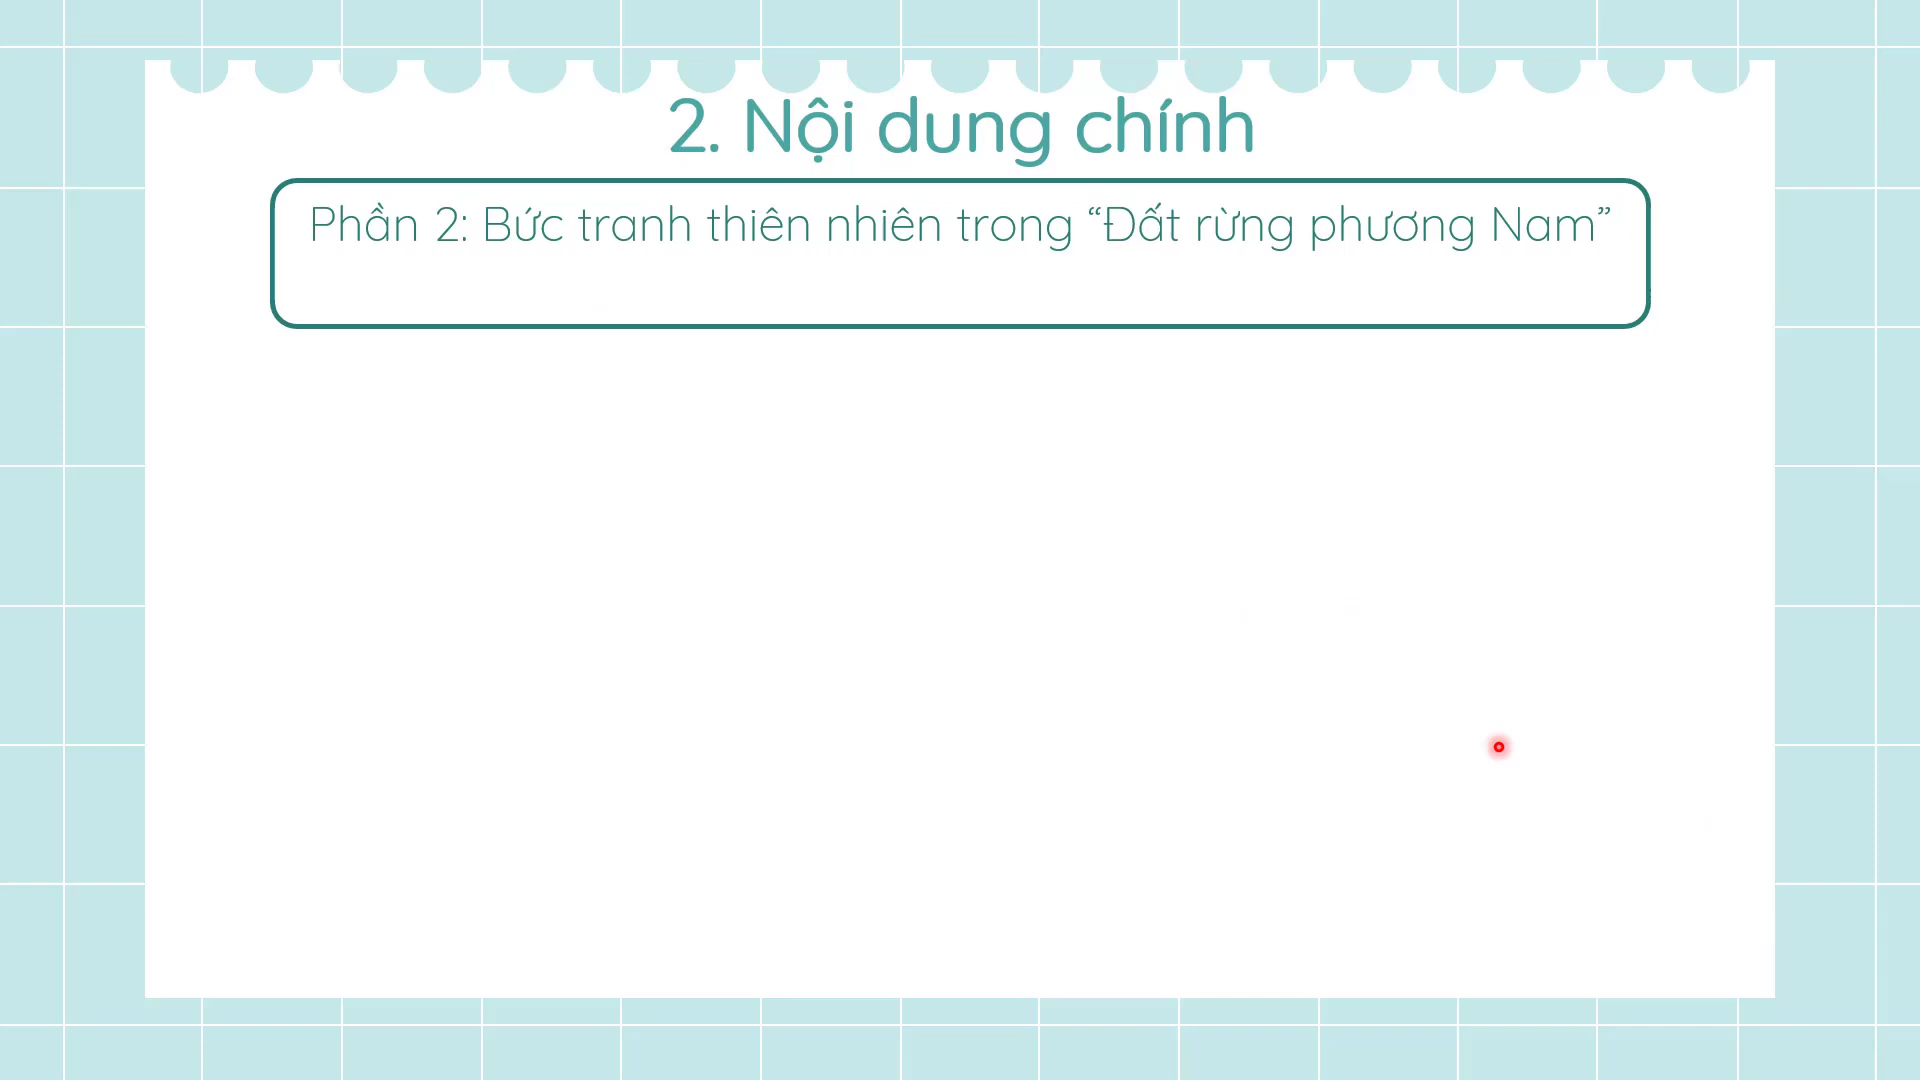 2. Nội dung chính
Phần 2: Bức tranh thiên nhiên trong “Đất rừng phương Nam”